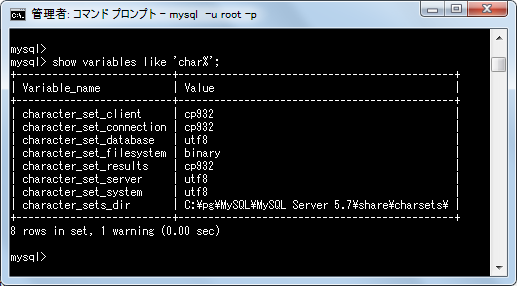 管理者: コマンド プロンプト - mysql -u root -p
mysql>
mysql> show variables like 'char%';
+--------------------------+---------------------------------------------+
| Variable_name | Value |
+--------------------------+---------------------------------------------+
| character_set_client | cp932 |
| character_set_connection | cp932 |
| character_set_database | utf8 |
| character_set_filesystem | binary |
| character_set_results | cp932 |
| character_set_server | utf8 |
| character_set_system | utf8 |
| character_sets_dir | C:¥pg¥MySQL¥MySQL Server 5.7¥share¥charsets¥ |
+--------------------------+---------------------------------------------+
8 rows in set, 1 warning (0.00 sec)
mysql>